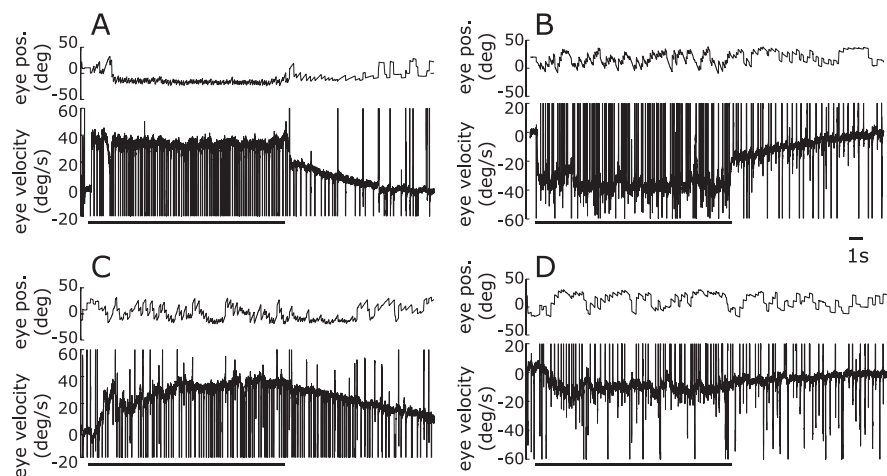 A
B
50
0
-50
eye pos.
(deg)
50
0
-50
eye pos.
(deg)
60
40
20
0
-20
eye velocity
(deg/s)
20
0
-20
-40
-60
eye velocity
(deg/s)
1s
C
D
50
0
-50
eye pos.
(deg)
50
0
-50
eye pos.
(deg)
60
40
20
0
-20
eye velocity
(deg/s)
20
0
-20
-40
-60
eye velocity
(deg/s)